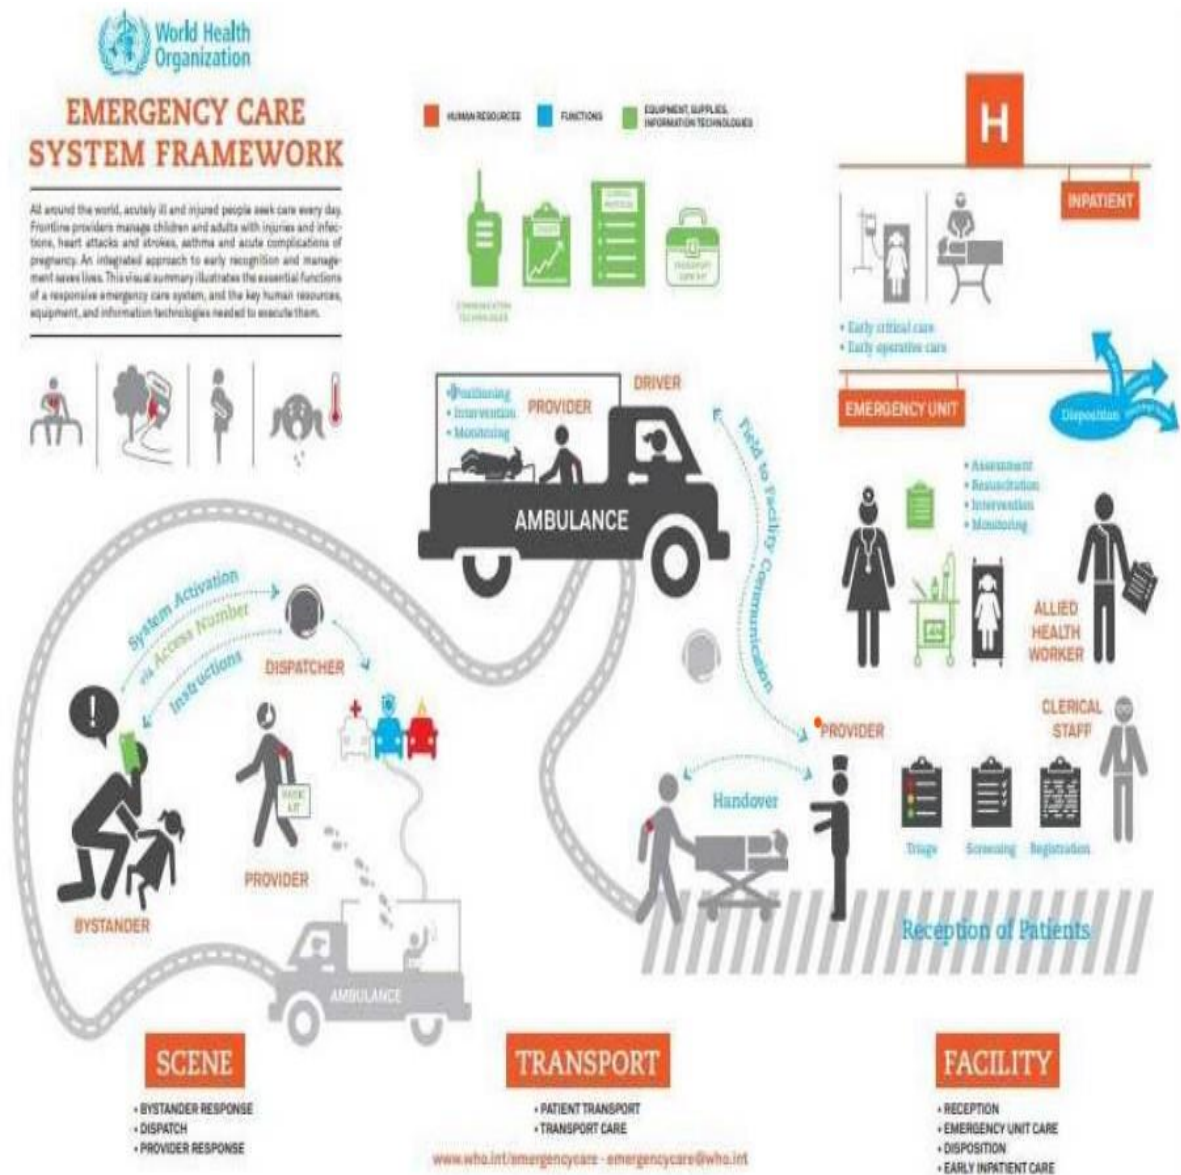 World Health
Organization
EMERGENCY CARE
SYSTEM FRAMEWORK
All around the world, acutely ill and injured people seek care every day.
Frontline providers manage children and adults with injuries and infec-
tions, heart attacks and strokes, asthma and acute complications of
pregnancy. An integrated approach to early recognition and manage-
ment saves lives. This visual summary illustrates the essential functions
of a responsive emergency care system, and the key human resources,
equipment, and information technologies needed to execute them.
HUMAN RESOURCES
FUNCTIONS
EQUIPMENT, SUPPLIES,
INFORMATION TECHNOLOGIES
COMMUNICATION
TECHNOLOGIES
H
INPATIENT
• Early critical care
• Early operative care
EMERGENCY UNIT
Disposition
• Positioning
• Intervention
• Monitoring
PROVIDER
DRIVER
AMBULANCE
Field to Facility Communication
• Assessment
• Resuscitation
• Intervention
• Monitoring
ALLIED
HEALTH
WORKER
System Activation
via Access Number
Instructions
DISPATCHER
PROVIDER
BYSTANDER
AMBULANCE
PROVIDER
Handover
CLERICAL
STAFF
Triage
Screening
Registration
Reception of Patients
SCENE
• BYSTANDER RESPONSE
• DISPATCH
• PROVIDER RESPONSE
TRANSPORT
• PATIENT TRANSPORT
• TRANSPORT CARE
FACILITY
• RECEPTION
• EMERGENCY UNIT CARE
• DISPOSITION
• EARLY INPATIENT CARE
www.who.int/emergencycare - emergencycare@who.int